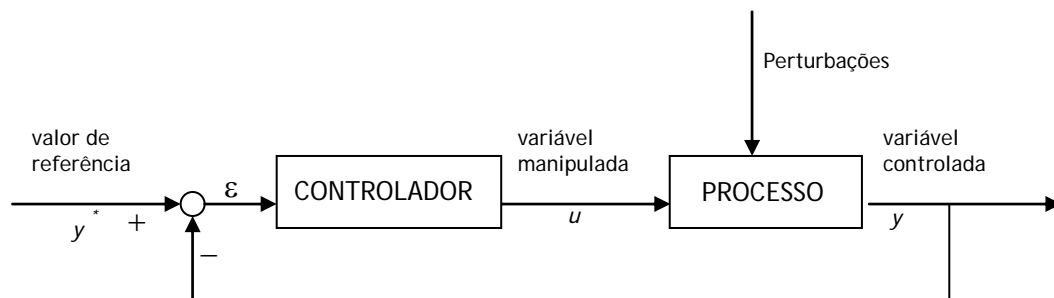 Perturbações
valor de
referência
variável
manipulada
variável
controlada
ε
CONTROLADOR
PROCESSO
y*
+
u
y
−